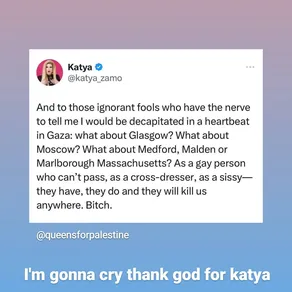 Katya
@katya_zamo
And to those ignorant fools who have the nerve
to tell me I would be decapitated in a heartbeat
in Gaza: what about Glasgow? What about
Moscow? What about Medford, Malden or
Marlborough Massachusetts? As a gay person
who can't pass, as a cross-dresser, as a sissy—
they have, they do and they will kill us
anywhere. Bitch.
@queensforpalestine
I'm gonna cry thank god for katya